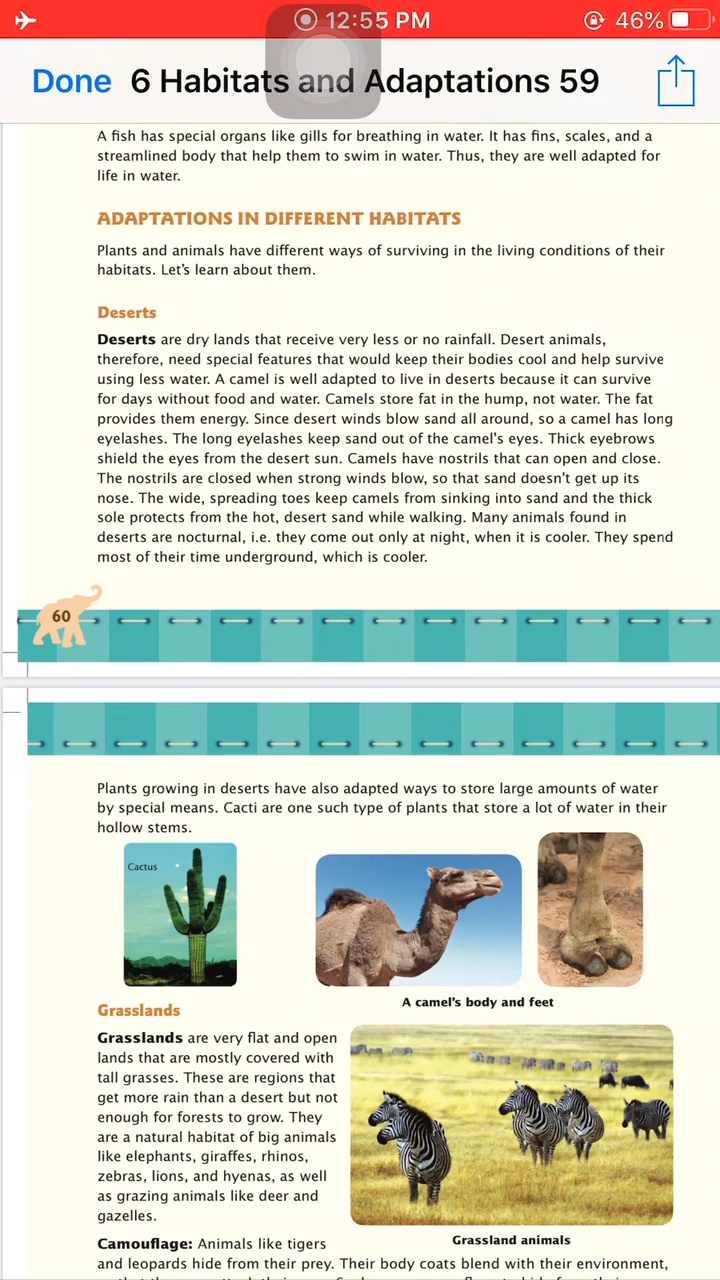 12:55 PM
46%
Done 6 Habitats and Adaptations 59
A fish has special organs like gills for breathing in water. It has fins, scales, and a
streamlined body that help them to swim in water. Thus, they are well adapted for
life in water.
ADAPTATIONS IN DIFFERENT HABITATS
Plants and animals have different ways of surviving in the living conditions of their
habitats. Let's learn about them.
Deserts
Deserts are dry lands that receive very less or no rainfall. Desert animals,
therefore, need special features that would keep their bodies cool and help survive
using less water. A camel is well adapted to live in deserts because it can survive
for days without food and water. Camels store fat in the hump, not water. The fat
provides them energy. Since desert winds blow sand all around, so a camel has long
eyelashes. The long eyelashes keep sand out of the camel's eyes. Thick eyebrows
shield the eyes from the desert sun. Camels have nostrils that can open and close.
The nostrils are closed when strong winds blow, so that sand doesn't get up its
nose. The wide, spreading toes keep camels from sinking into sand and the thick
sole protects from the hot, desert sand while walking. Many animals found in
deserts are nocturnal, i.e. they come out only at night, when it is cooler. They spend
most of their time underground, which is cooler.
60
Plants growing in deserts have also adapted ways to store large amounts of water
by special means. Cacti are one such type of plants that store a lot of water in their
hollow stems.
Cactus
A camel's body and feet
Grasslands
Grasslands are very flat and open
lands that are mostly covered with
tall grasses. These are regions that
get more rain than a desert but not
enough for forests to grow. They
are a natural habitat of big animals
like elephants, giraffes, rhinos,
zebras, lions, and hyenas, as well
as grazing animals like deer and
gazelles.
Grassland animals
Camouflage: Animals like tigers
and leopards hide from their prey. Their body coats blend with their environment,